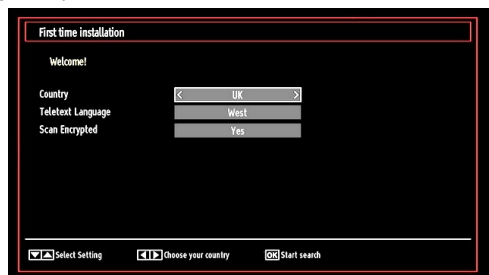 First time installation
Welcome!
Country < UK >
Teletext Language West
Scan Encrypted Yes
Select Setting Choose your country OK Start search